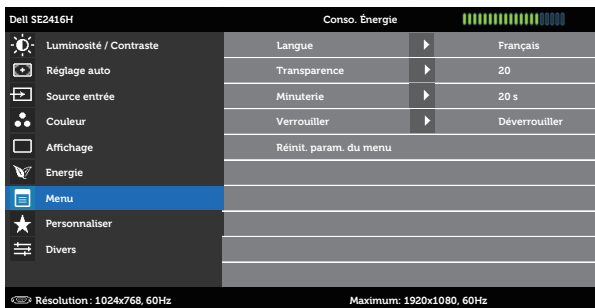 Dell SE2416H Conso. Énergie
Luminosité / Contraste Langue Français
Réglage auto Transparence 20
Source entrée Minuterie 20 s
Couleur Verrouiller Déverrouiller
Affichage Réinit. param. du menu
Energie
Menu
Personnaliser
Divers
Résolution : 1024x768, 60Hz Maximum: 1920x1080, 60Hz